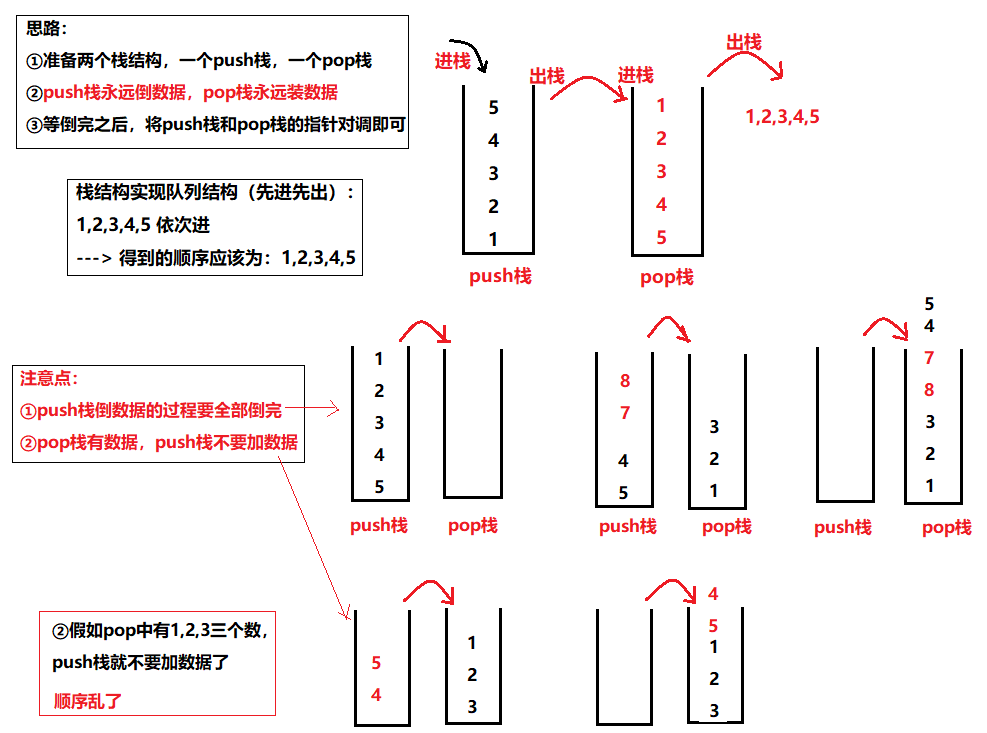 思路：
①准备两个栈结构，一个push栈，一个pop栈
②push栈永远倒数据，pop栈永远装数据
③等倒完之后，将push栈和pop栈的指针对调即可
进栈
出栈
进栈
出栈
5
4
3
2
1
1
2
3
4
5
1,2,3,4,5
push栈
pop栈
栈结构实现队列结构（先进先出）：
1,2,3,4,5 依次进
---> 得到的顺序应该为：1,2,3,4,5
注意点：
①push栈倒数据的过程要全部倒完
②pop栈有数据，push栈不要加数据
1
2
3
4
5
push栈
pop栈
8
7
4
5
push栈
3
2
1
pop栈
push栈
5
4
7
8
3
2
1
pop栈
②假如pop中有1,2,3三个数，
push栈就不要加数据了
顺序乱了
5
4
1
2
3
4
5
1
2
3